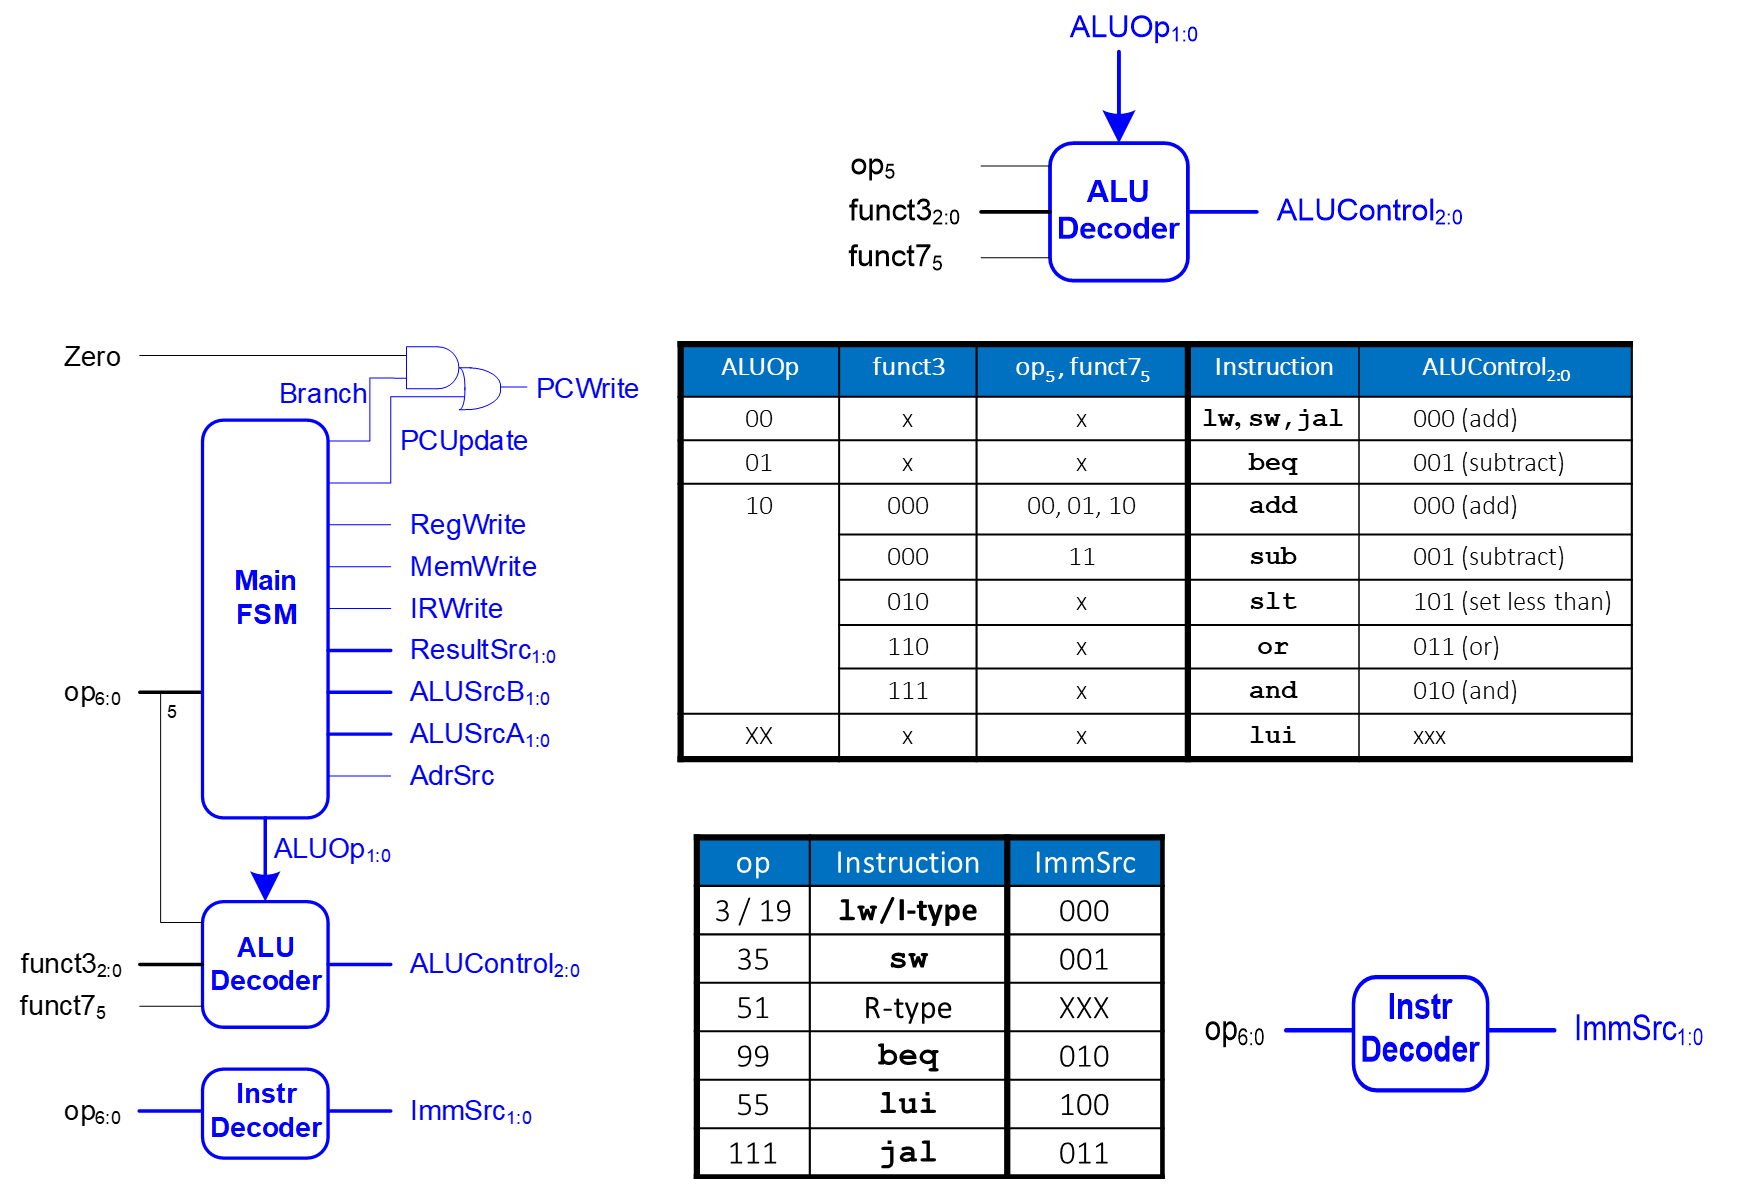 ALUOp1:0
op5
funct32:0
funct75
ALU
Decoder
ALUControl2:0
Zero
Branch
PCWrite
PCUpdate
RegWrite
MemWrite
IRWrite
ResultSrc1:0
ALUSrcB1:0
ALUSrcA1:0
AdrSrc
Main
FSM
op6:0
5
ALUOp1:0
ALU
Decoder
funct32:0
funct75
ALUControl2:0
op6:0
Instr
Decoder
ImmSrc1:0
ALUOp funct3 op5, funct75 Instruction ALUControl2:0
00 x x lw, sw, jal 000 (add)
01 x x beq 001 (subtract)
10 000 00, 01, 10 add 000 (add)
000 11 sub 001 (subtract)
010 x slt 101 (set less than)
110 x or 011 (or)
111 x and 010 (and)
XX x x lui xxx
op Instruction ImmSrc
3 / 19 lw/I-type 000
35 sw 001
51 R-type XXX
99 beq 010
55 lui 100
111 jal 011
op6:0
Instr
Decoder
ImmSrc1:0